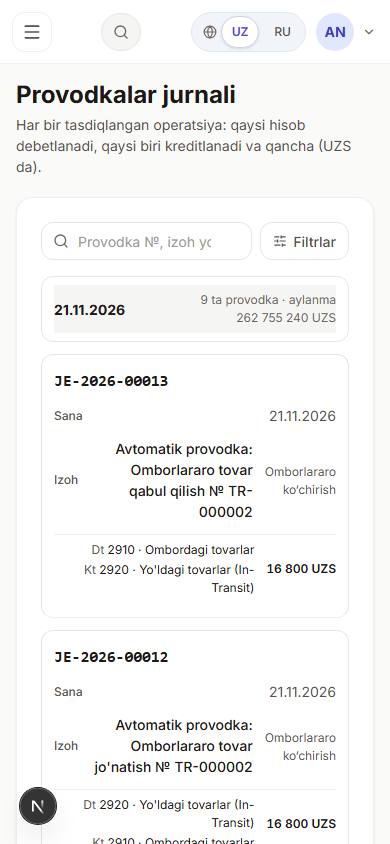 UZ RU AN
Provodkalar jurnali
Har bir tasdiqlangan operatsiya: qaysi hisob
debetlanadi, qaysi biri kreditlanadi va qancha (UZS
da).
Provodka №, izoh yo
Filtrlar
21.11.2026
9 ta provodka · aylanma
262 755 240 UZS
JE-2026-00013
Sana 21.11.2026
Izoh
Avtomatik provodka:
Omborlararo tovar
qabul qilish № TR-
000002
Omborlararo
ko'chirish
Dt 2910 · Ombordagi tovarlar
Kt 2920 · Yo'ldagi tovarlar (In-
Transit)
16 800 UZS
JE-2026-00012
Sana 21.11.2026
Izoh
Avtomatik provodka:
Omborlararo tovar
jo'natish № TR-000002
Omborlararo
ko'chirish
Dt 2920 · Yo'ldagi tovarlar (In-
Transit)
16 800 UZS
Kt 2910 · Ombordagi tovarlar
N